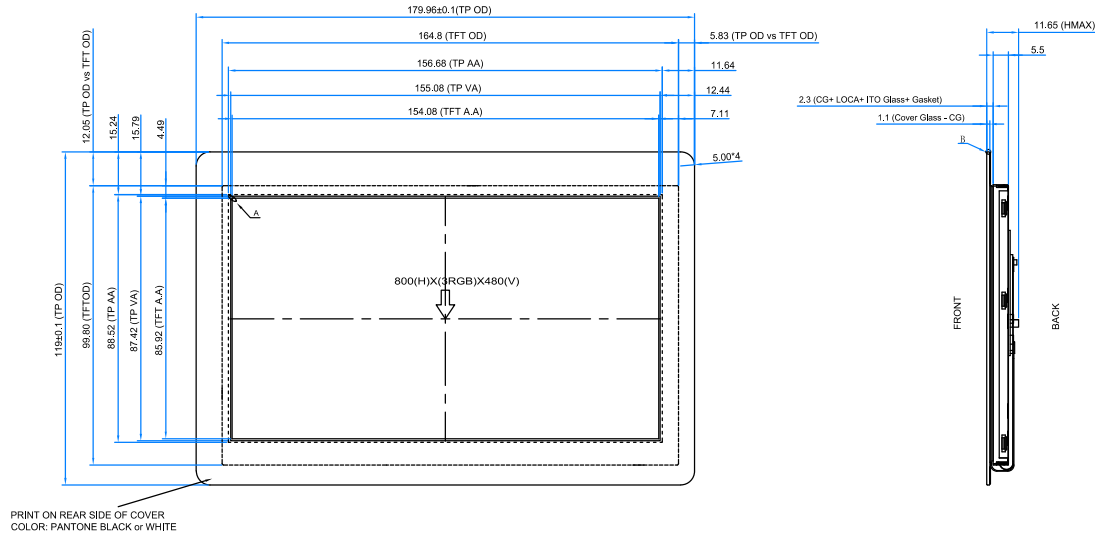 179.96±0.1(TP OD)
164.8 (TFT OD)
5.83 (TP OD vs TFT OD)
156.68 (TP AA)
11.64
155.08 (TP VA)
12.44
154.08 (TFT A.A)
7.11
12.05 (TP OD vs TFT OD)
15.24
15.79
4.49
5.00*4
A
800(H)X(3RGB)X480(V)
119±0.1 (TP OD)
99.80 (TFTOD)
88.52 (TP AA)
87.42 (TP VA)
85.92 (TFT A.A)
PRINT ON REAR SIDE OF COVER
COLOR: PANTONE BLACK or WHITE
11.65 (HMAX)
5.5
2.3 (CG+ LOCA+ ITO Glass+ Gasket)
1.1 (Cover Glass - CG)
B
FRONT
BACK